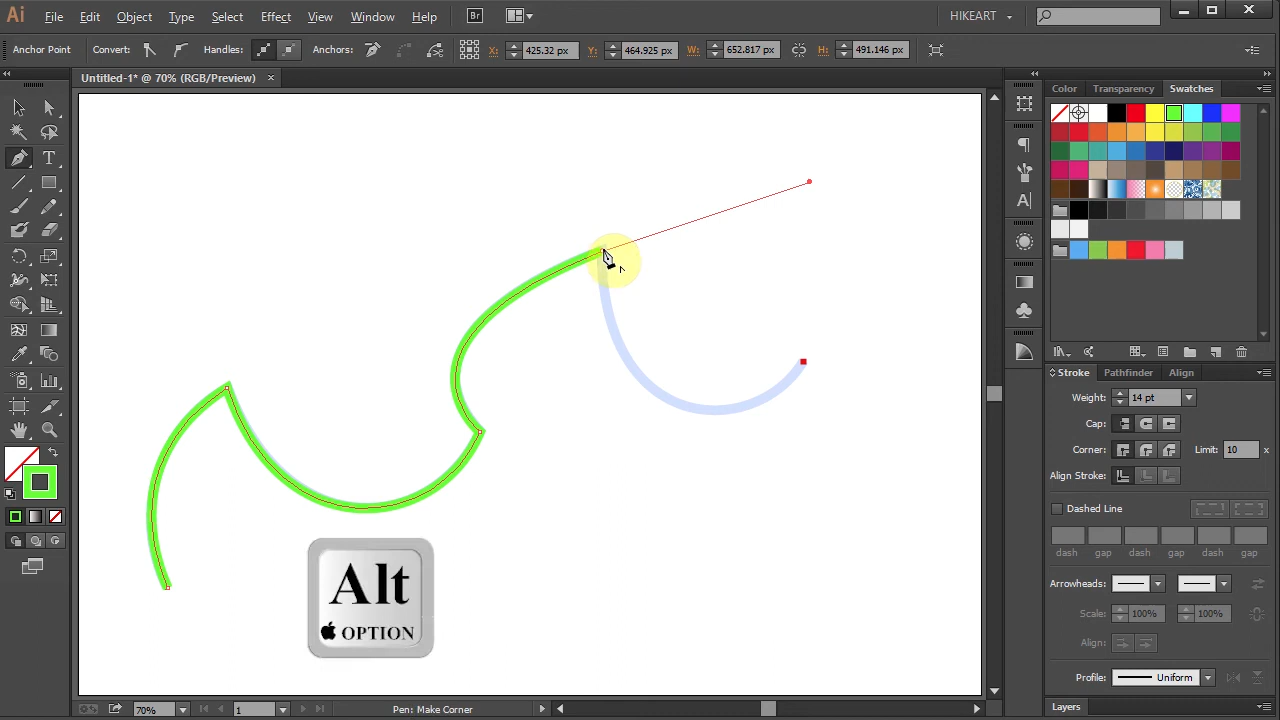 Ai File Edit Object Type Select Effect View Window Help Br HIKEART
Anchor Point Convert: Handles: Anchors: X: 425.32 px Y: 464.925 px W: 652.817 px H: 491.146 px
Untitled-1* @ 70% (RGB/Preview) ×
Color Transparency Swatches
T
A
Stroke Pathfinder Align
Weight: 14 pt
Cap:
Corner: Limit: 10 x
Align Stroke:
Dashed Line
dash gap dash gap dash gap
Arrowheads:
Scale: 100% 100%
Align:
Profile: Uniform
Alt
OPTION
70% 1 Pen: Make Corner
Layers